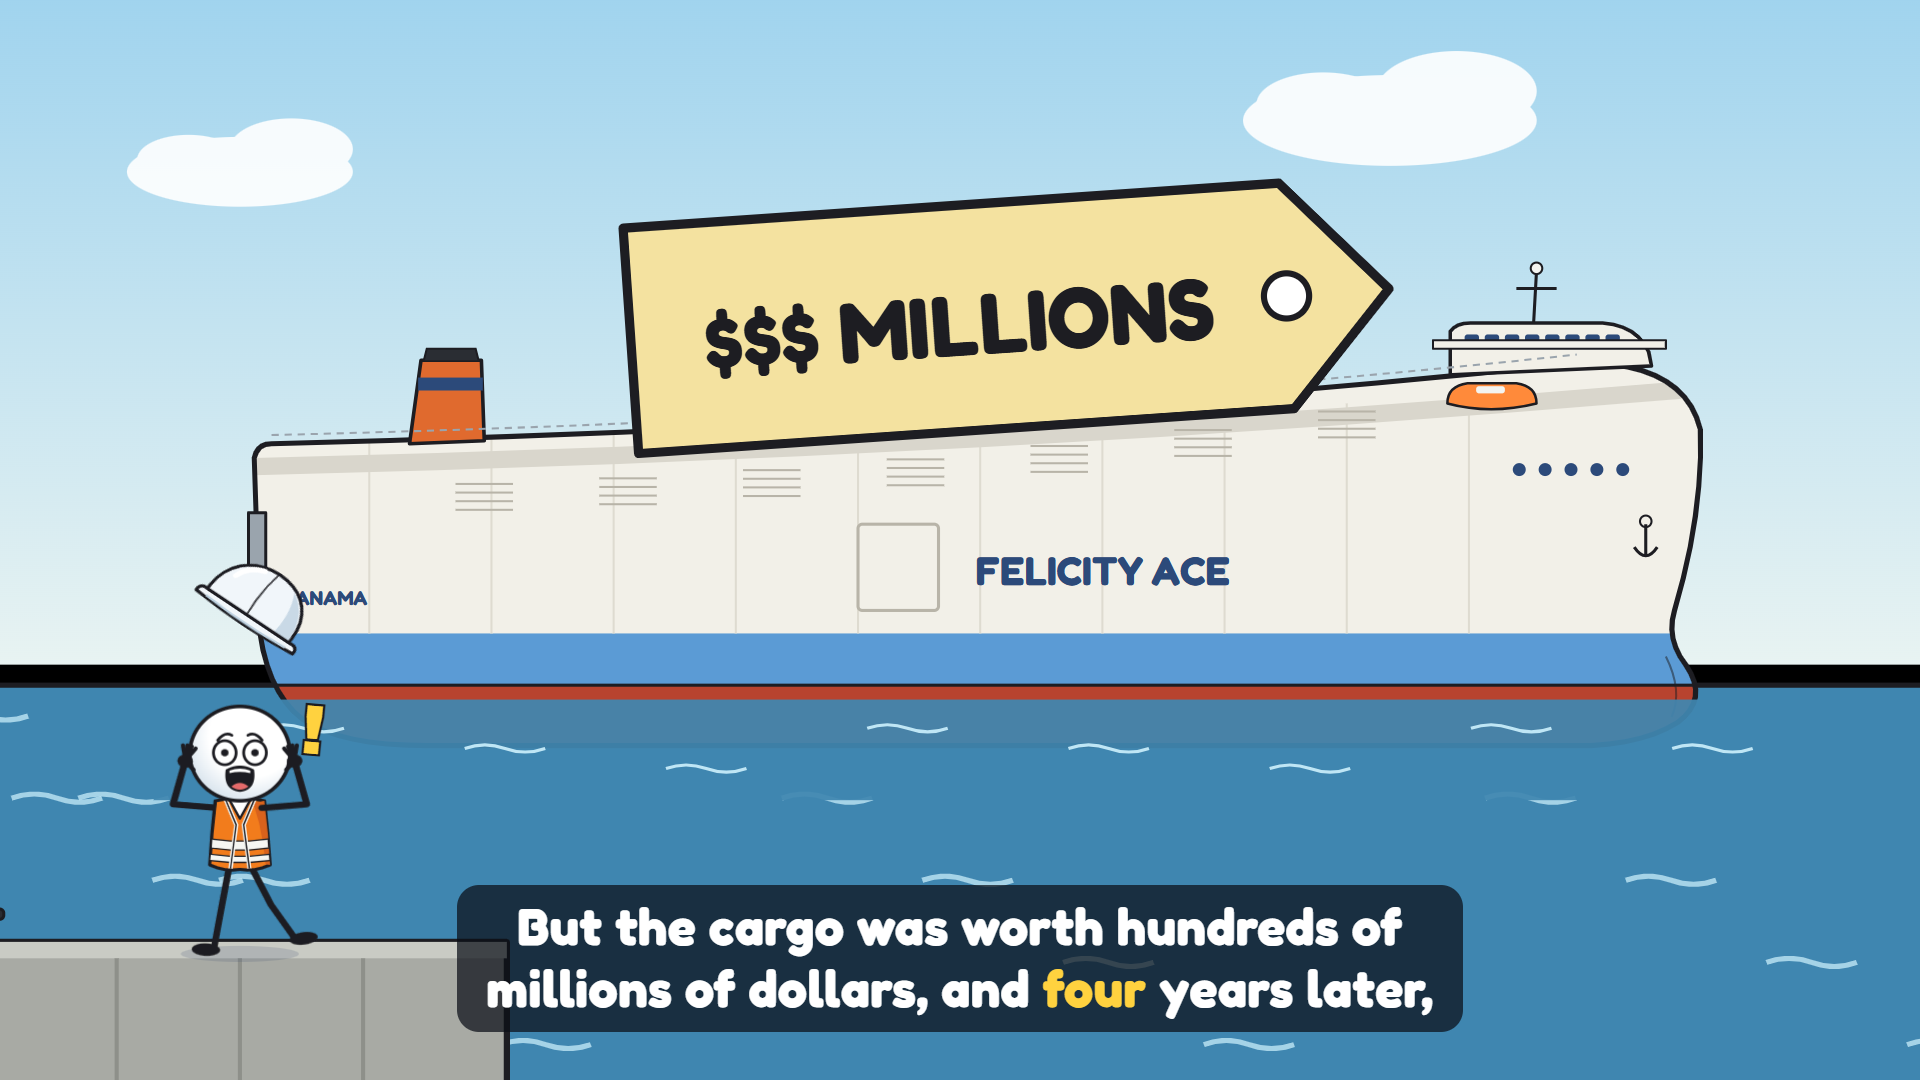 $$$ MILLIONS
FELICITY ACE
ANAMA
But the cargo was worth hundreds of
millions of dollars, and four years later,